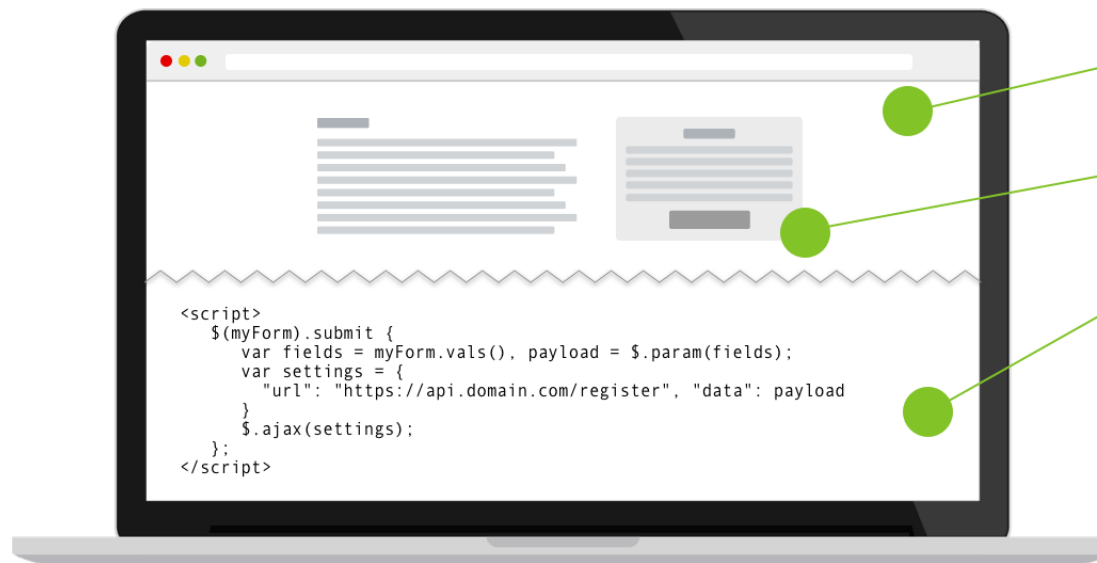 <script>
$(myForm).submit {
var fields = myForm.vals(), payload = $.param(fields);
var settings = {
"url": "https://api.domain.com/register", "data": payload
}
$.ajax(settings);
};
</script>